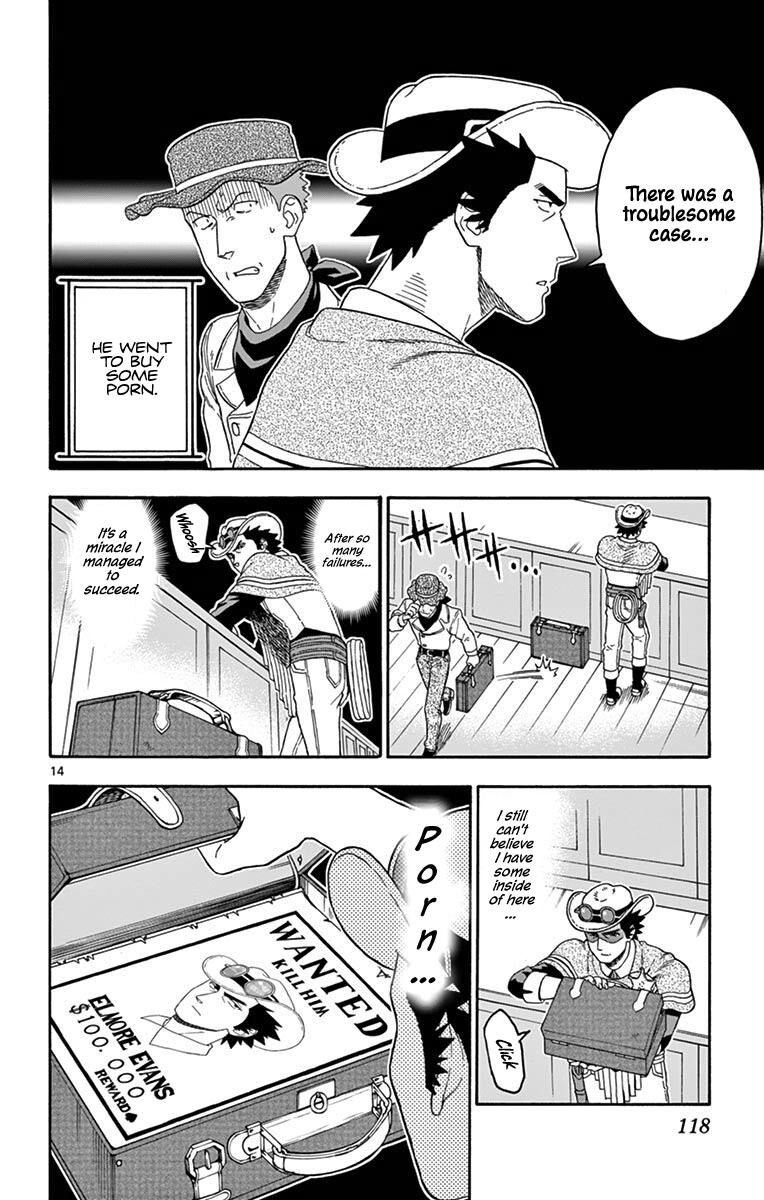 There was a
troublesome
case...
HE WENT
TO BUY
SOME
PORN.
After so
many
failures...
Whoosh
It's a
miracle I
managed
to
succeed.
14
I still
can't
believe
I have
some
inside
of here
...
Click
Porn...
WANTED
KILL HIM
ELMORE EVANS
$100.000
REWARD♠
118